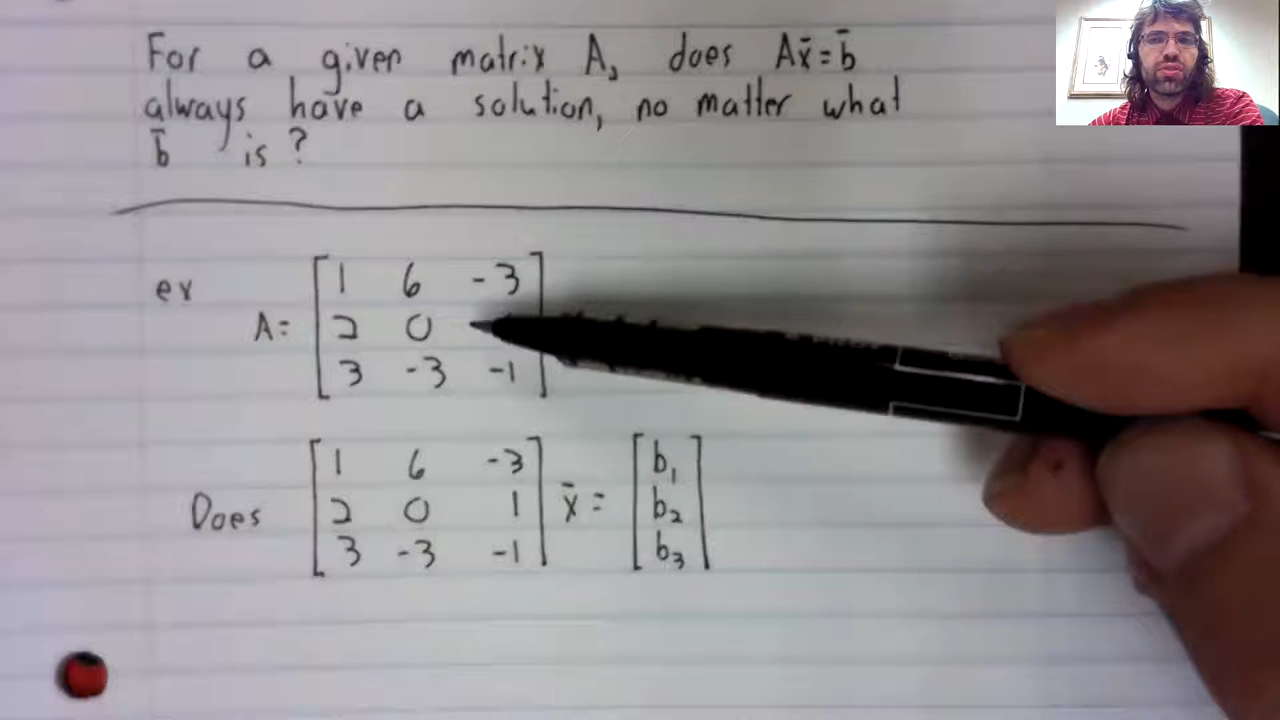 For a given matrix A, does Ax̄=b̄
always have a solution, no matter what
b̄ is?
ex
A= [ 1 6 -3
2 0
3 -3 -1 ]
Does [ 1 6 -3
2 0 1
3 -3 -1 ] x̄ = [ b₁
b₂
b₃ ]